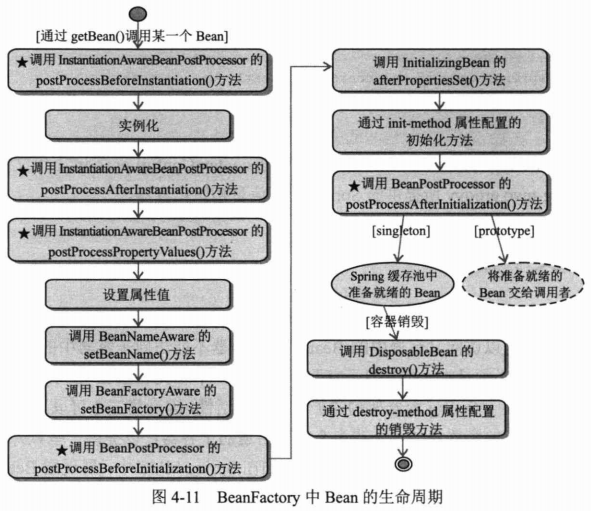 [通过 getBean()调用某一个 Bean]
★调用 InstantiationAwareBeanPostProcessor 的
postProcessBeforeInstantiation()方法
实例化
★调用 InstantiationAwareBeanPostProcessor 的
postProcessAfterInstantiation()方法
★调用 InstantiationAwareBeanPostProcessor 的
postProcessPropertyValues()方法
设置属性值
调用 BeanNameAware 的
setBeanName()方法
调用 BeanFactoryAware 的
setBeanFactory()方法
★调用 BeanPostProcessor 的
postProcessBeforeInitialization()方法
调用 InitializingBean 的
afterPropertiesSet()方法
通过 init-method 属性配置的
初始化方法
★调用 BeanPostProcessor 的
postProcessAfterInitialization()方法
[singleton]
[prototype]
Spring 缓存池中
准备就绪的 Bean
将准备就绪的
Bean 交给调用者
[容器销毁]
调用 DisposableBean 的
destroy()方法
通过 destroy-method 属性配置
的销毁方法
图 4-11 BeanFactory 中 Bean 的生命周期